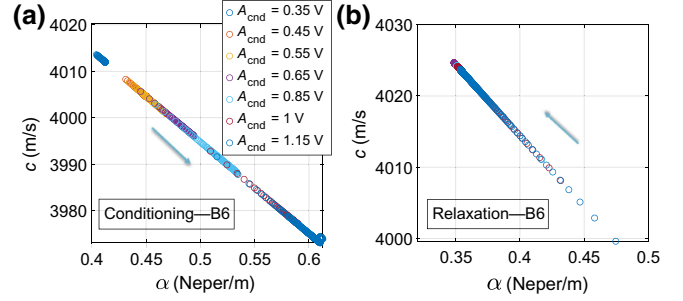 (a)
4020
4010
4000
3990
3980
c (m/s)
0.4
0.45
0.5
0.55
0.6
α (Neper/m)
Conditioning—B6
A_cnd = 0.35 V
A_cnd = 0.45 V
A_cnd = 0.55 V
A_cnd = 0.65 V
A_cnd = 0.85 V
A_cnd = 1 V
A_cnd = 1.15 V
(b)
4030
4020
4010
4000
c (m/s)
0.35
0.4
0.45
0.5
α (Neper/m)
Relaxation—B6